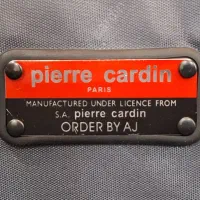 pierre cardin
PARIS
MANUFACTURED UNDER LICENCE FROM
S.A. pierre cardin
ORDER BY AJ